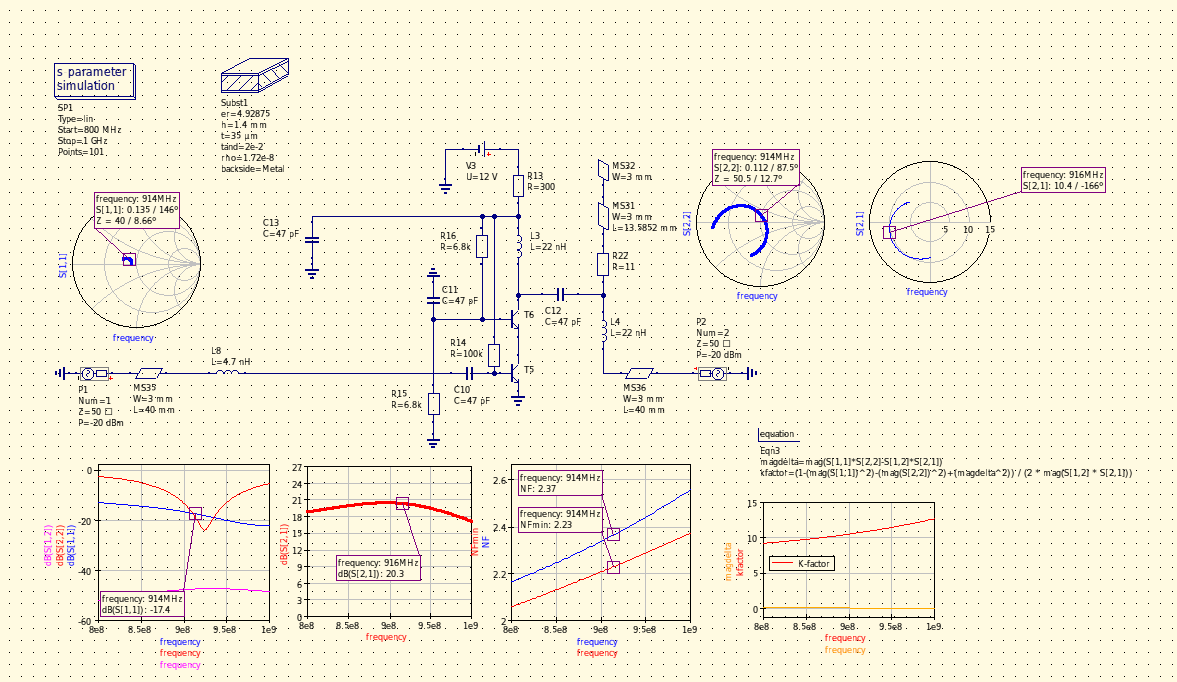 s parameter
simulation
SP1
Type=lin
Start=800 MHz
Stop=1 GHz
Points=101
Subst1
er=4.92875
h=1.4 mm
t=35 µm
tand=2e-2
rho=1.72e-8
backside=Metal
V3
U=12 V
R13
R=300
MS32
W=3 mm
MS31
W=3 mm
L=13.5852 mm
R22
R=11
C13
C=47 pF
R16
R=6.8k
L3
L=22 nH
C11
C=47 pF
C12
C=47 pF
T6
L4
L=22 nH
R14
R=100k
T5
R15
R=6.8k
C10
C=47 pF
L8
L=4.7 nH
P1
Num=1
Z=50 □
P=-20 dBm
MS35
W=3 mm
L=40 mm
MS36
W=3 mm
L=40 mm
P2
Num=2
Z=50 □
P=-20 dBm
frequency: 914MHz
S[1,1]: 0.135 / 146°
Z = 40 / 8.66°
S[1,1]
frequency
frequency: 914MHz
S[2,2]: 0.112 / 87.5°
Z = 50.5 / 12.7°
S[2,2]
frequency
frequency: 916MHz
S[2,1]: 10.4 / -166°
S[2,1]
5 10 15
frequency
equation
Eqn3
magdelta=mag(S[1,1]*S[2,2]-S[1,2]*S[2,1])
kfactor=(1-(mag(S[1,1])^2)-(mag(S[2,2])^2)+(magdelta^2)) / (2 * mag(S[1,2] * S[2,1]))
dB(S[1,2])
dB(S[2,2])
dB(S[1,1])
0
-20
-40
-60
frequency: 914MHz
dB(S[1,1]): -17.4
8e8 8.5e8 9e8 9.5e8 1e9
frequency
frequency
frequency
dB(S[2,1])
27
24
21
18
15
12
9
6
3
0
frequency: 916MHz
dB(S[2,1]): 20.3
8e8 8.5e8 9e8 9.5e8 1e9
frequency
NFmin
NF
2.6
2.4
2.2
2
frequency: 914MHz
NF: 2.37
frequency: 914MHz
NFmin: 2.23
8e8 8.5e8 9e8 9.5e8 1e9
frequency
frequency
magdelta
kfactor
15
10
5
0
K-factor
8e8 8.5e8 9e8 9.5e8 1e9
frequency
frequency